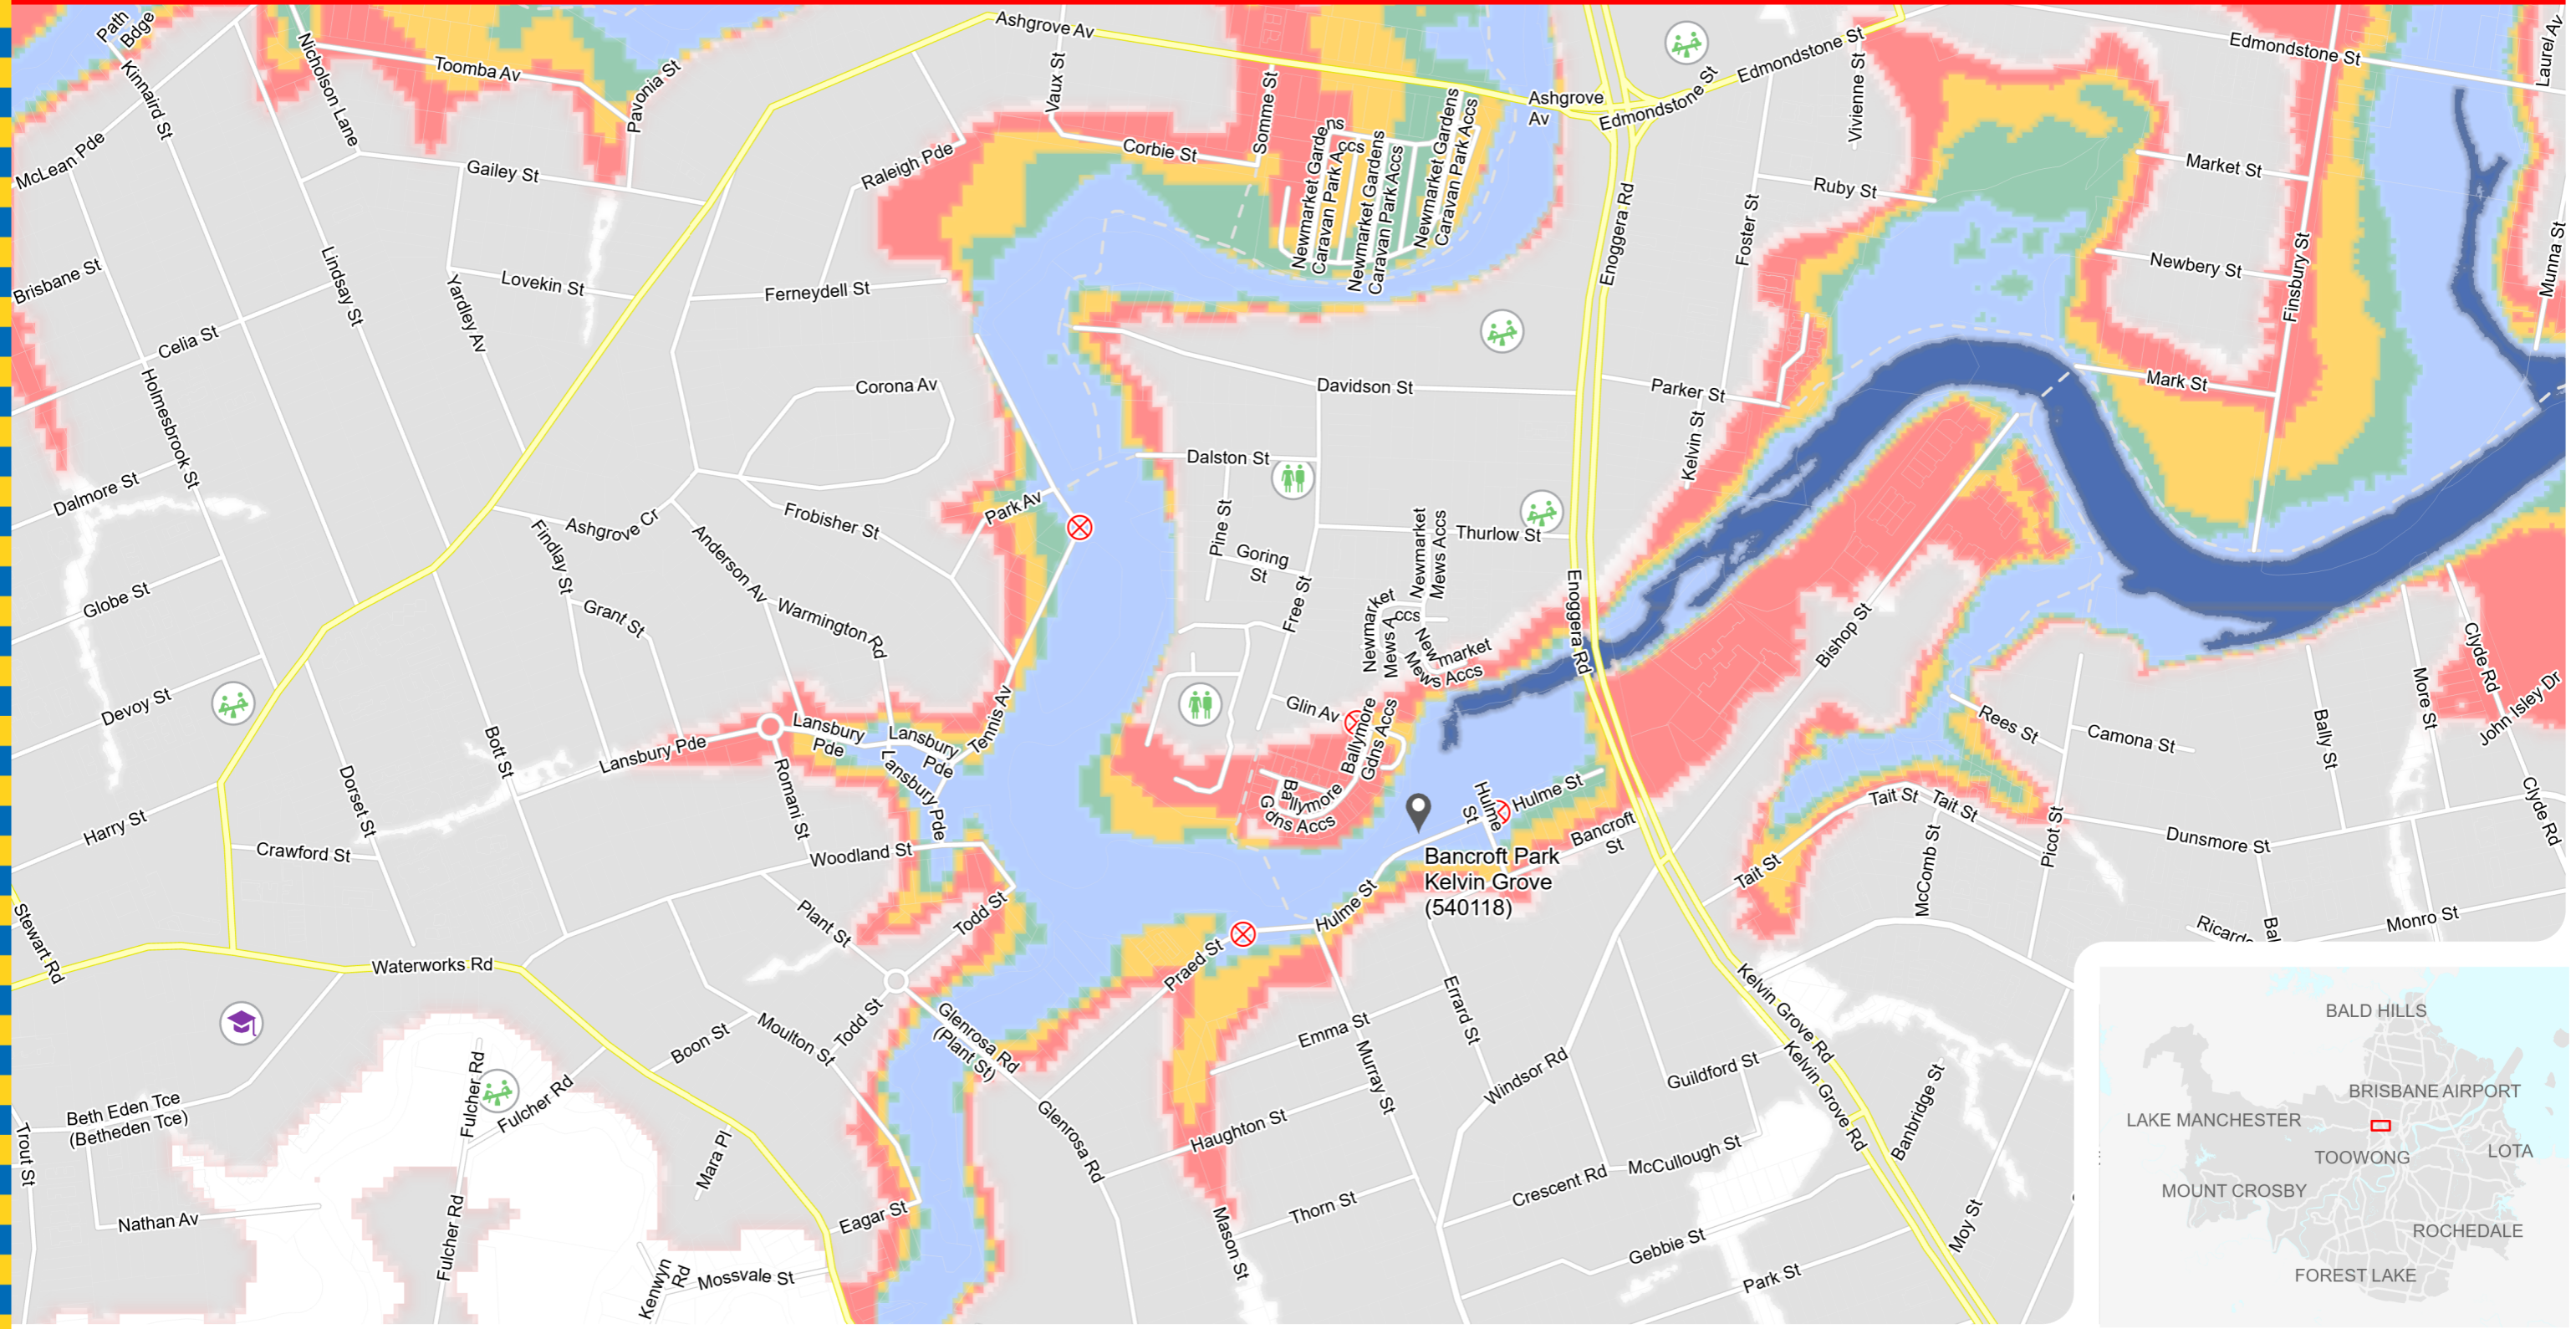 Path
Bdge
Kinnaird St
McLean Pde
Nicholson Lane
Toomba Av
Pavonia St
Gailey St
Ashgrove Av
Vaux St
Corbie St
Somme St
Raleigh Pde
Newmarket Gardens
Caravan Park Accs
Newmarket Gardens
Caravan Park Accs
Newmarket Gardens
Caravan Park Accs
Ashgrove
Av
Edmondstone St
Edmondstone St
Enoggera Rd
Vivienne St
Ruby St
Foster St
Edmondstone St
Laurel Av
Market St
Newbery St
Finsbury St
Munna St
Mark St
Brisbane St
Celia St
Lindsay St
Yardley Av
Lovekin St
Ferneydell St
Holmesbrook St
Corona Av
Davidson St
Parker St
Kelvin St
Dalmore St
Dalston St
Park Av
Frobisher St
Ashgrove Cr
Findlay St
Anderson Av
Pine St
Goring
St
Free St
Thurlow St
Newmarket
Mews Accs
Newmarket
Mews Accs
Newmarket
Mews Accs
Enoggera Rd
Globe St
Grant St
Warmington Rd
Bishop St
Clyde Rd
More St
John Isley Dr
Devoy St
Bott St
Lansbury Pde
Lansbury
Pde
Lansbury
Pde
Lansbury Pde
Tennis Av
Glin Av
Ballymore
Gdns Accs
Ballymore
Gdns Accs
Hulme
St
Hulme St
Rees St
Camona St
Bally St
Clyde Rd
Harry St
Dorset St
Crawford St
Romani St
Woodland St
Bancroft
St
Bancroft Park
Kelvin Grove
(540118)
Tait St
Tait St
Tait St
McComb St
Picot St
Dunsmore St
Monro St
Stewart Rd
Waterworks Rd
Plant St
Todd St
Praed St
Hulme St
Todd St
Glenrosa Rd
(Plant St)
Boon St
Moulton St
Emma St
Errard St
Murray St
Windsor Rd
Guildford St
Kelvin Grove Rd
Kelvin Grove Rd
Banbridge St
Beth Eden Tce
(Betheden Tce)
Trout St
Fulcher Rd
Fulcher Rd
Fulcher Rd
Mara Pl
Glenrosa Rd
Haughton St
McCullough St
Crescent Rd
Nathan Av
Eagar St
Mason St
Thorn St
Gebbie St
Park St
Moy St
Kenwyn
Rd
Mossvale St
BALD HILLS
BRISBANE AIRPORT
LAKE MANCHESTER
TOOWONG
LOTA
MOUNT CROSBY
ROCHEDALE
FOREST LAKE